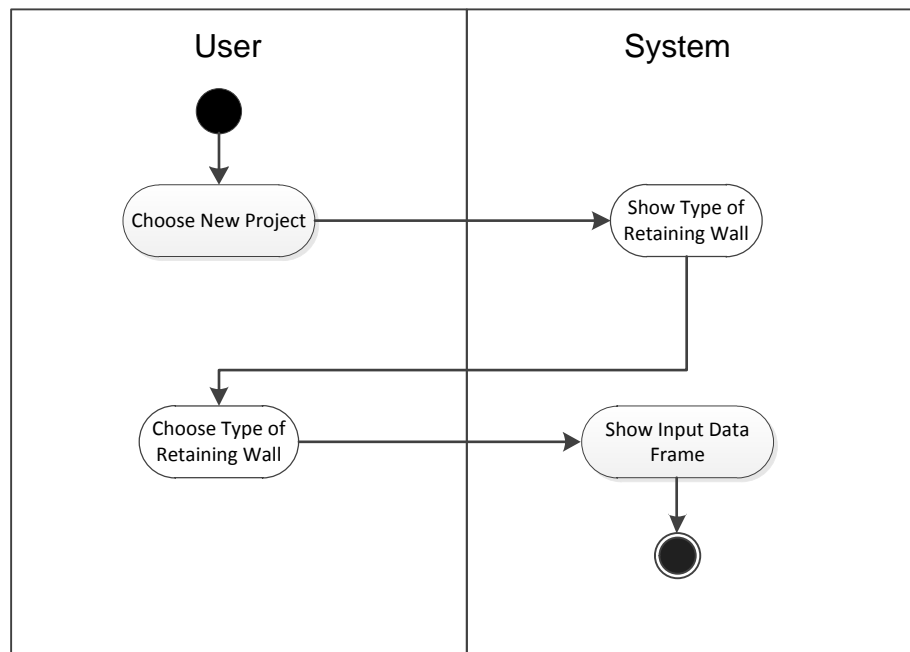 User
System
Choose New Project
Show Type of
Retaining Wall
Choose Type of
Retaining Wall
Show Input Data
Frame